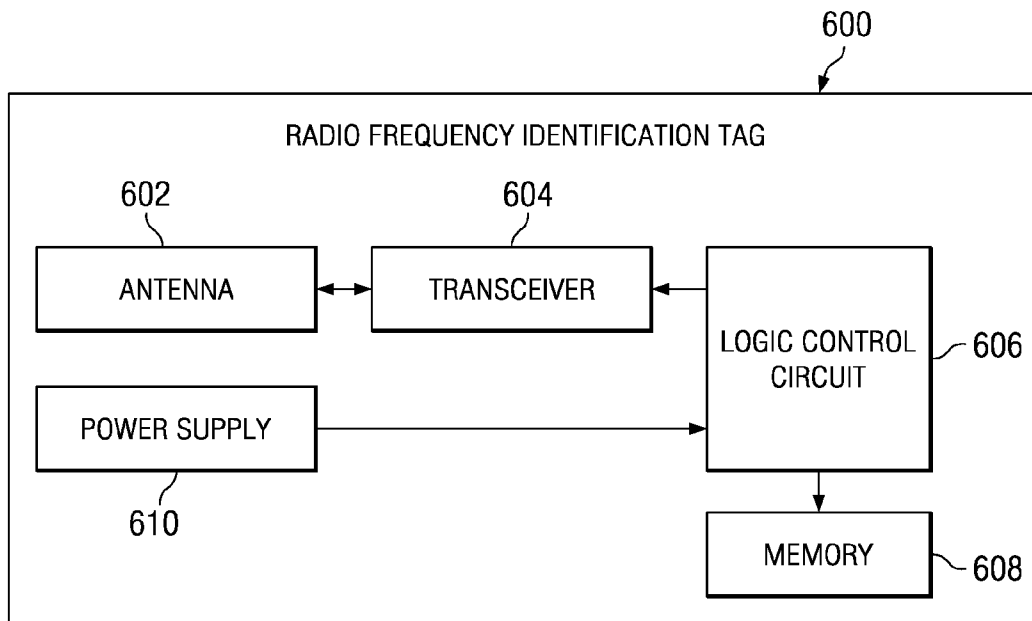 600
RADIO FREQUENCY IDENTIFICATION TAG
602
604
ANTENNA
TRANSCEIVER
LOGIC CONTROL
CIRCUIT
606
POWER SUPPLY
610
MEMORY
608